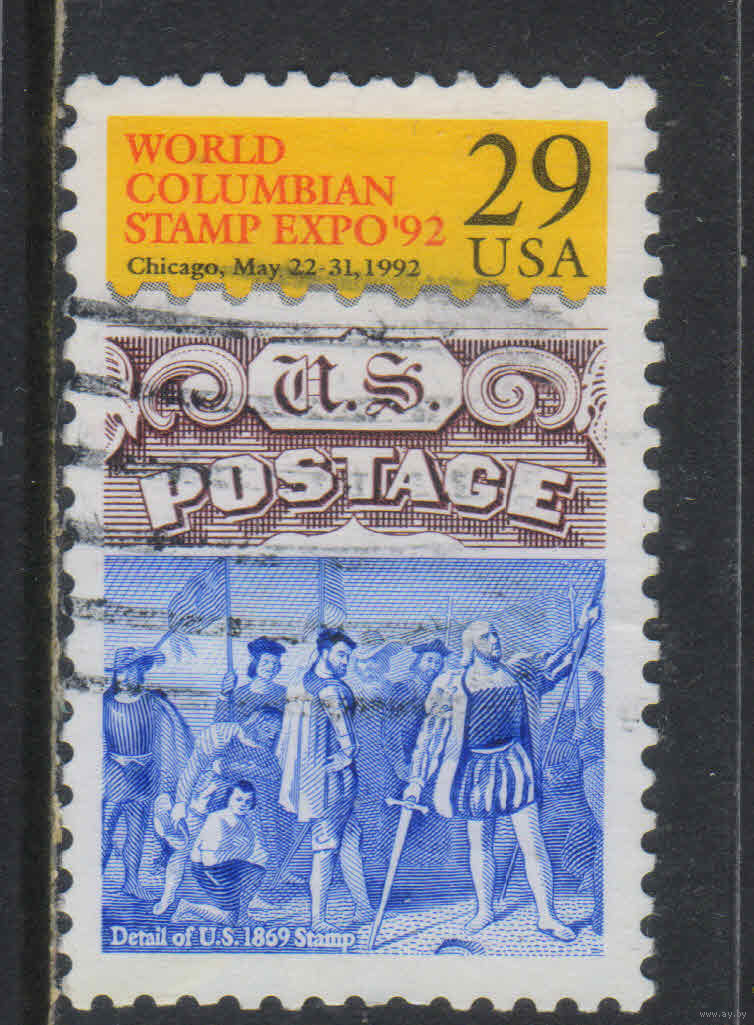 WORLD
COLUMBIAN
STAMP EXPO '92
Chicago, May 22-31, 1992
29
USA
U.S.
POSTAGE
Detail of U.S. 1869 Stamp
www.ay.by